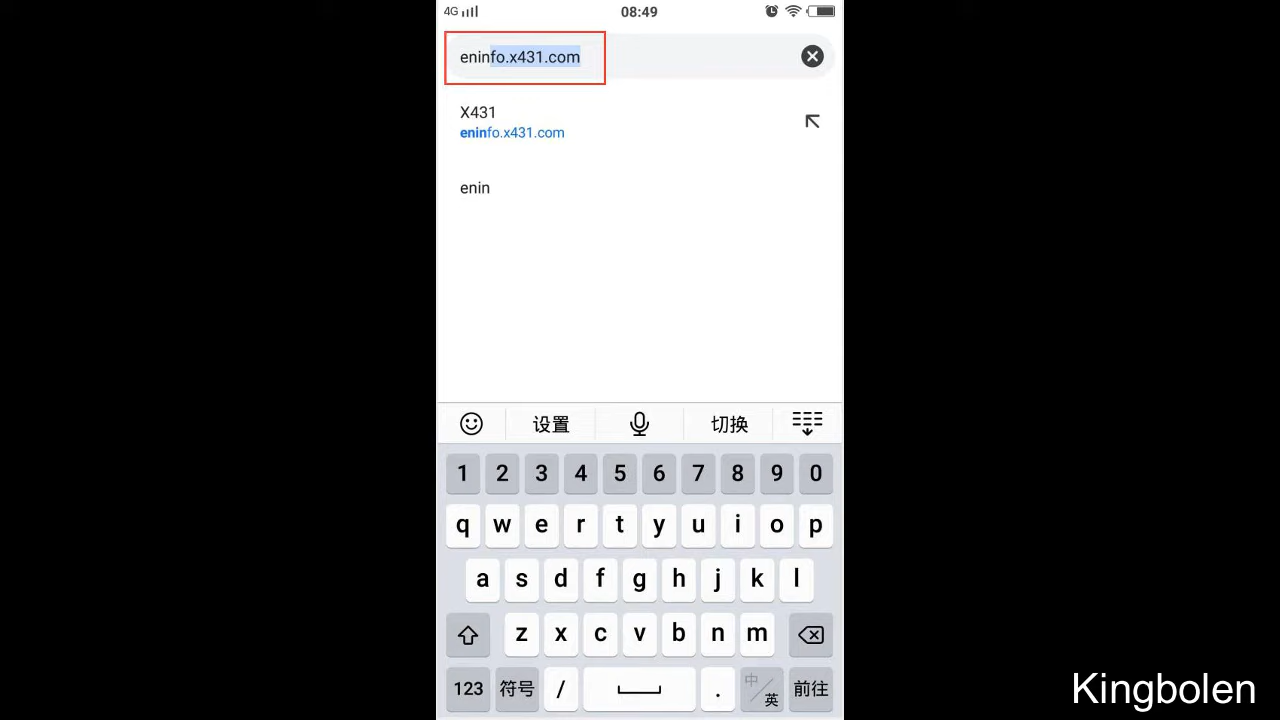 4G 08:49
eninfo.x431.com
X431
eninfo.x431.com
enin
设置 切换
1 2 3 4 5 6 7 8 9 0
q w e r t y u i o p
a s d f g h j k l
z x c v b n m
123 符号 / . 中/英 前往
Kingbolen